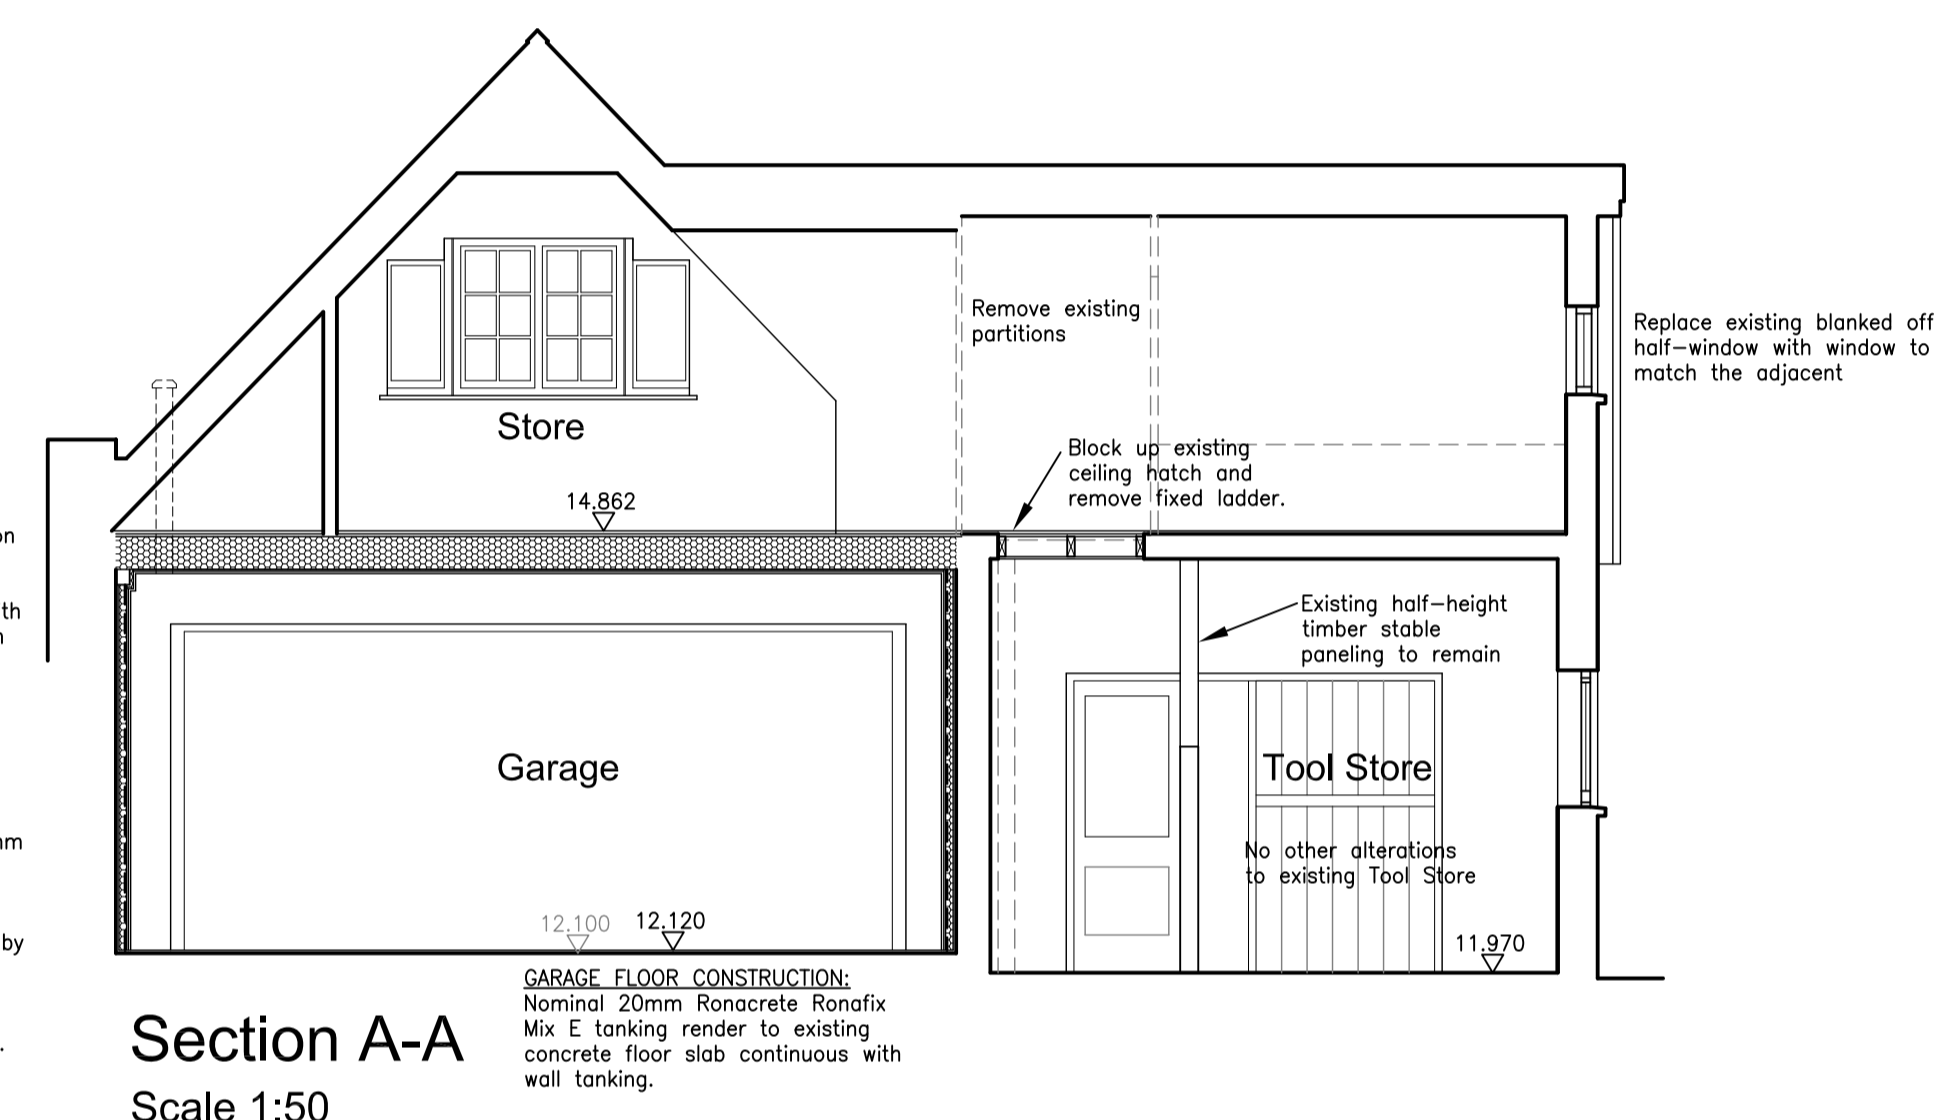 Remove existing
partitions
Replace existing blanked off
half-window with window to
match the adjacent
Store
Block up existing
ceiling hatch and
remove fixed ladder.
14.862
on
th
Existing half-height
timber stable
paneling to remain
Garage
Tool Store
No other alterations
to existing Tool Store
12.100
12.120
11.970
by
GARAGE FLOOR CONSTRUCTION:
Nominal 20mm Ronacrete Ronafix
Mix E tanking render to existing
concrete floor slab continuous with
wall tanking.
Section A-A
Scale 1:50